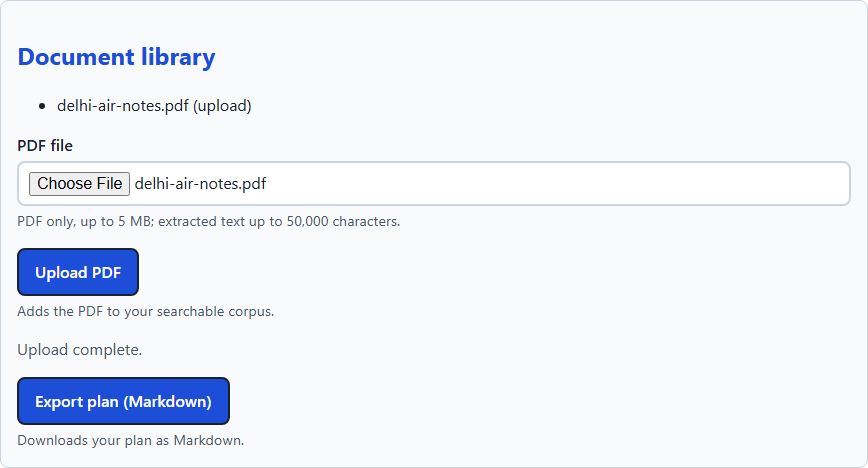 Document library
delhi-air-notes.pdf (upload)
PDF file
Choose File delhi-air-notes.pdf
PDF only, up to 5 MB; extracted text up to 50,000 characters.
Upload PDF
Adds the PDF to your searchable corpus.
Upload complete.
Export plan (Markdown)
Downloads your plan as Markdown.